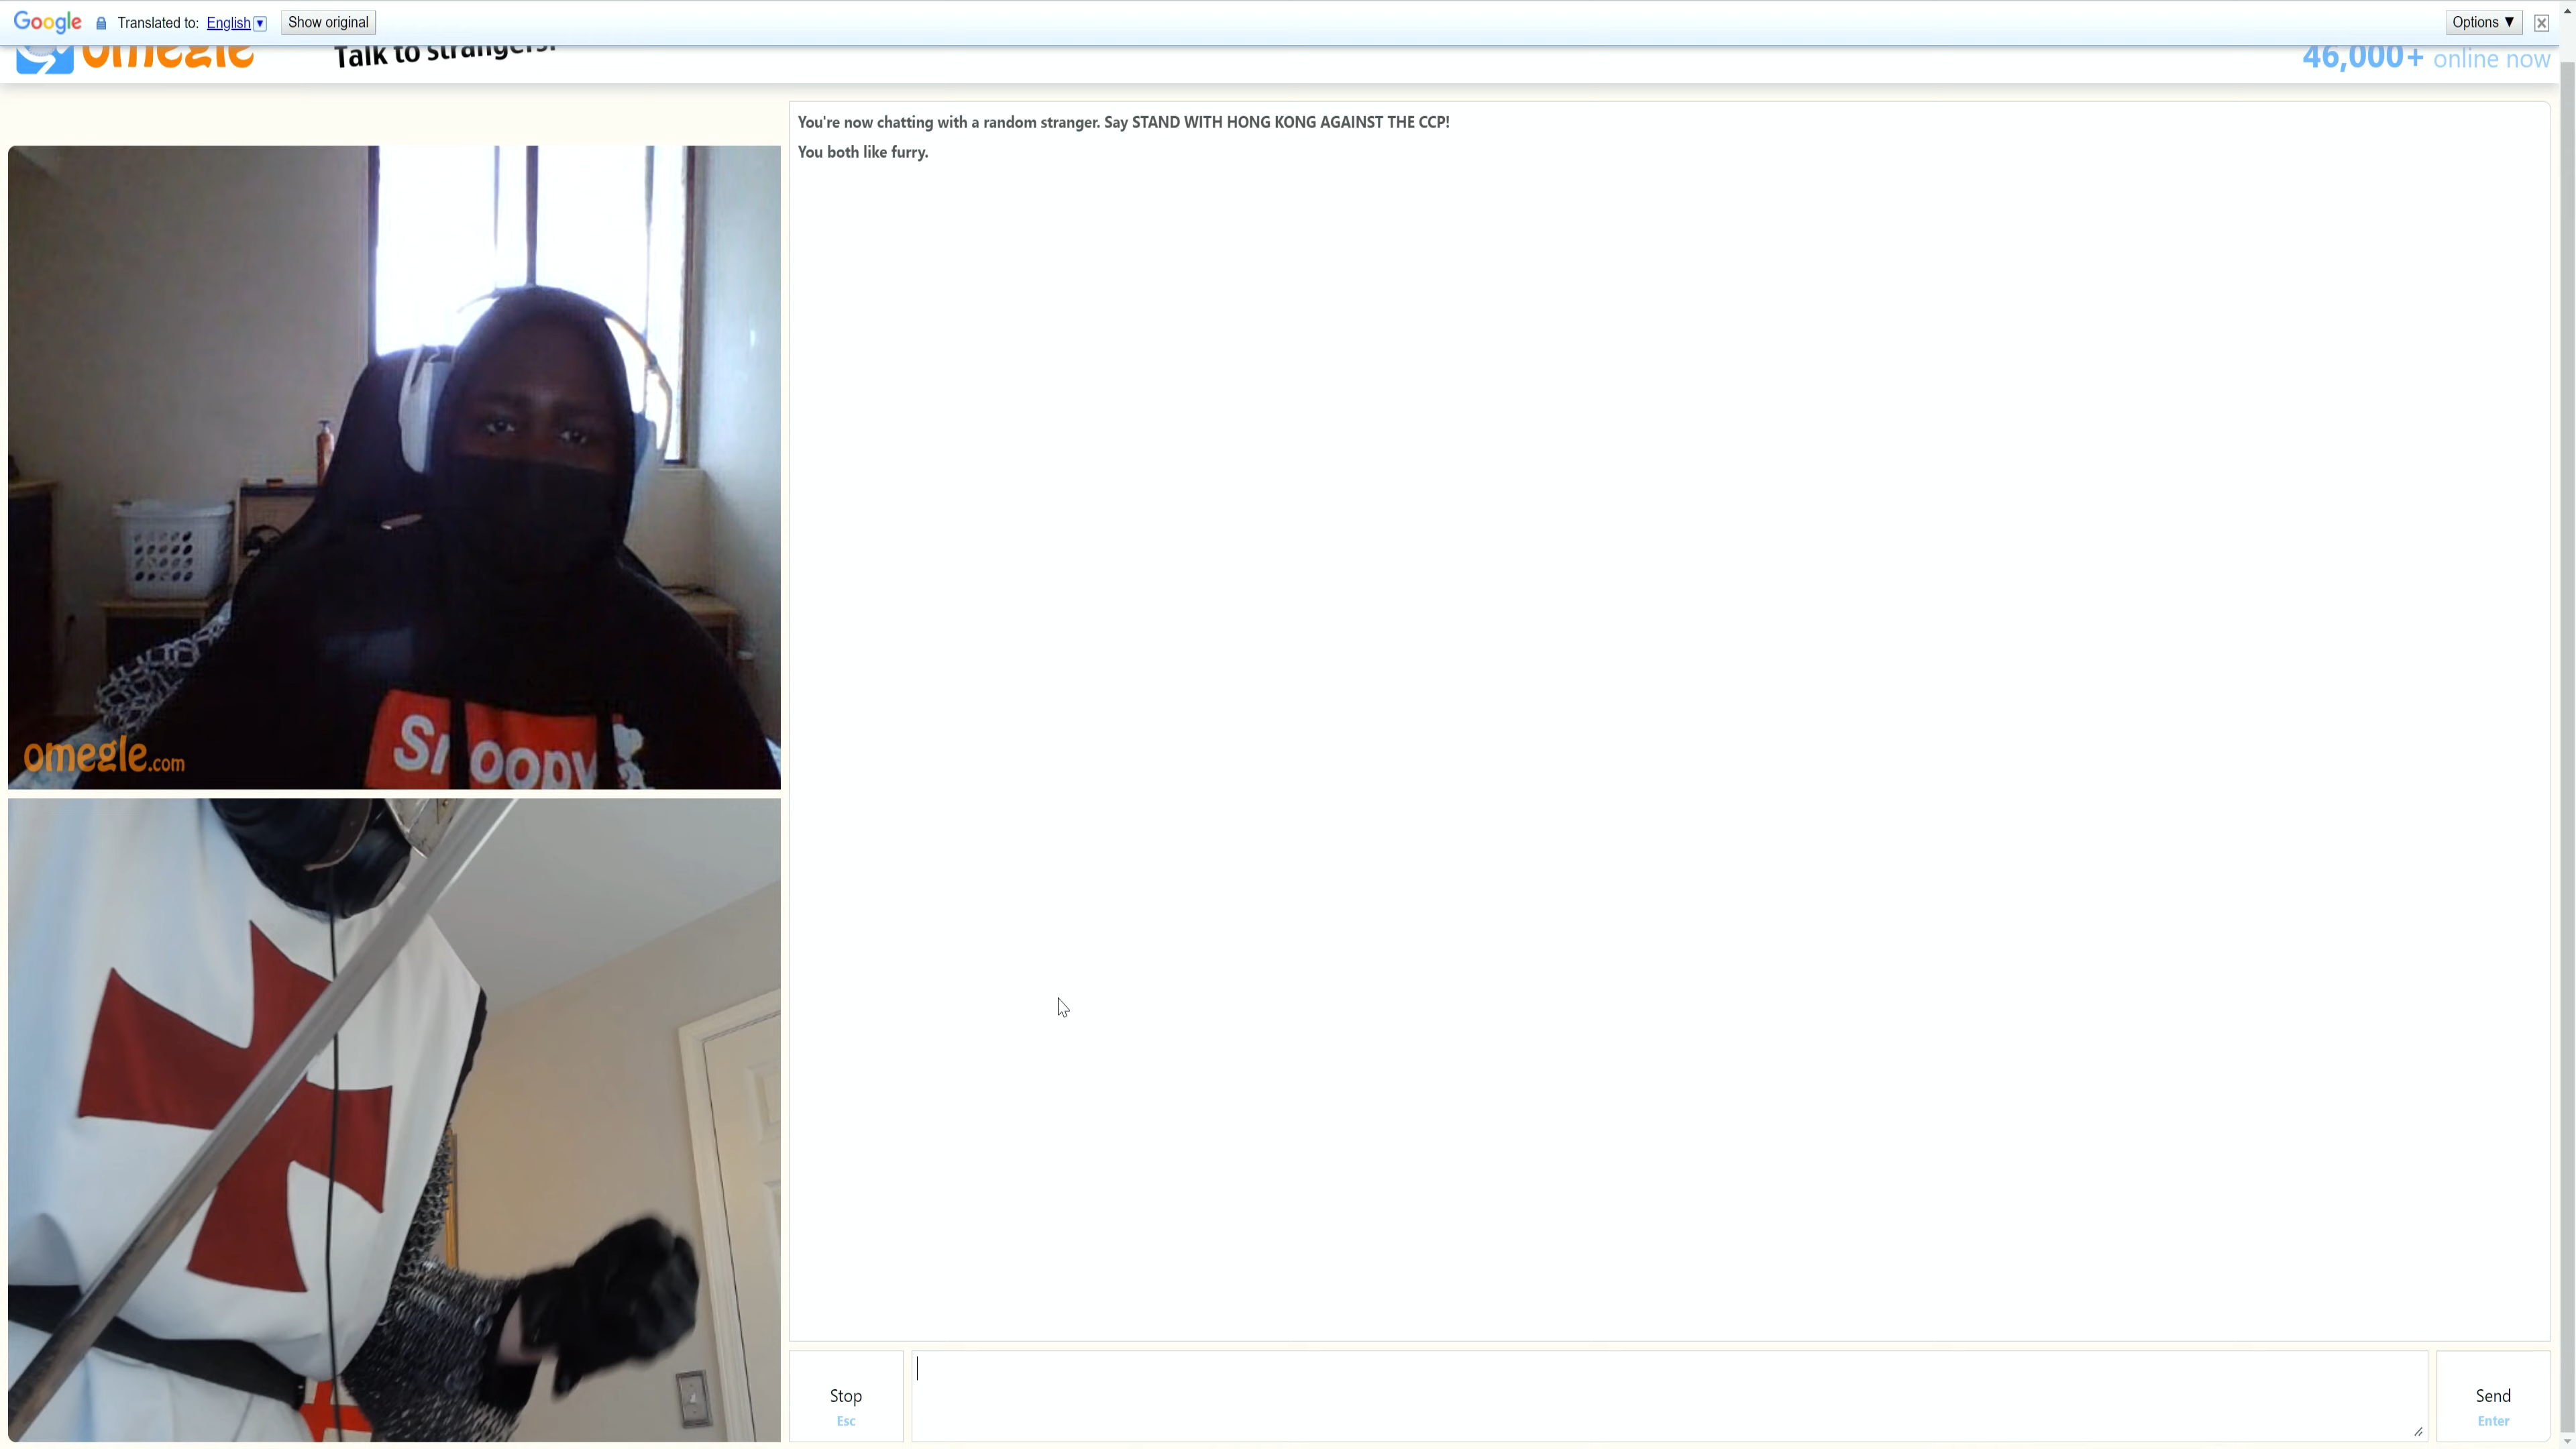 Google Translated to: English ▼ Show original Options ▼
omegle Talk to strangers! 46,000+ online now
You're now chatting with a random stranger. Say STAND WITH HONG KONG AGAINST THE CCP!
You both like furry.
Snoopy
omegle.com
Stop
Esc
Send
Enter